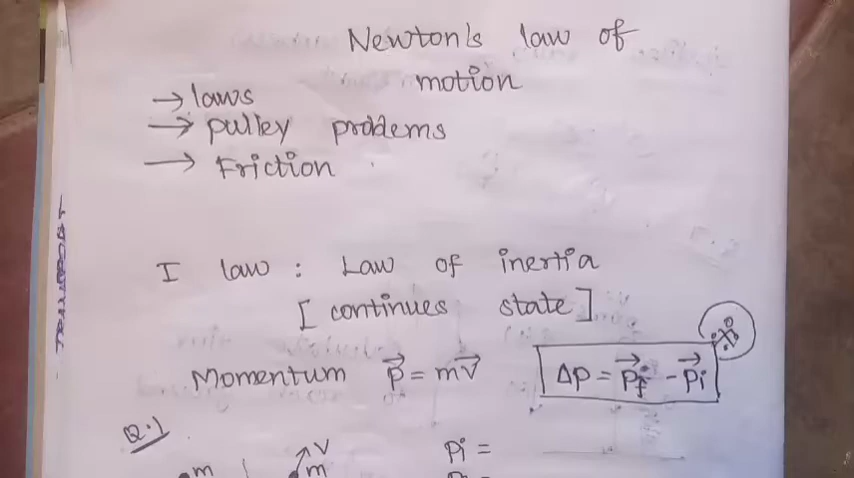 Newton's law of
motion
→ laws
→ pulley problems
→ Friction
I law : Law of inertia
[ continues state ]
Momentum p⃗ = mv⃗ Δp = p⃗f - p⃗i
Q.1
v
m m
Pi =